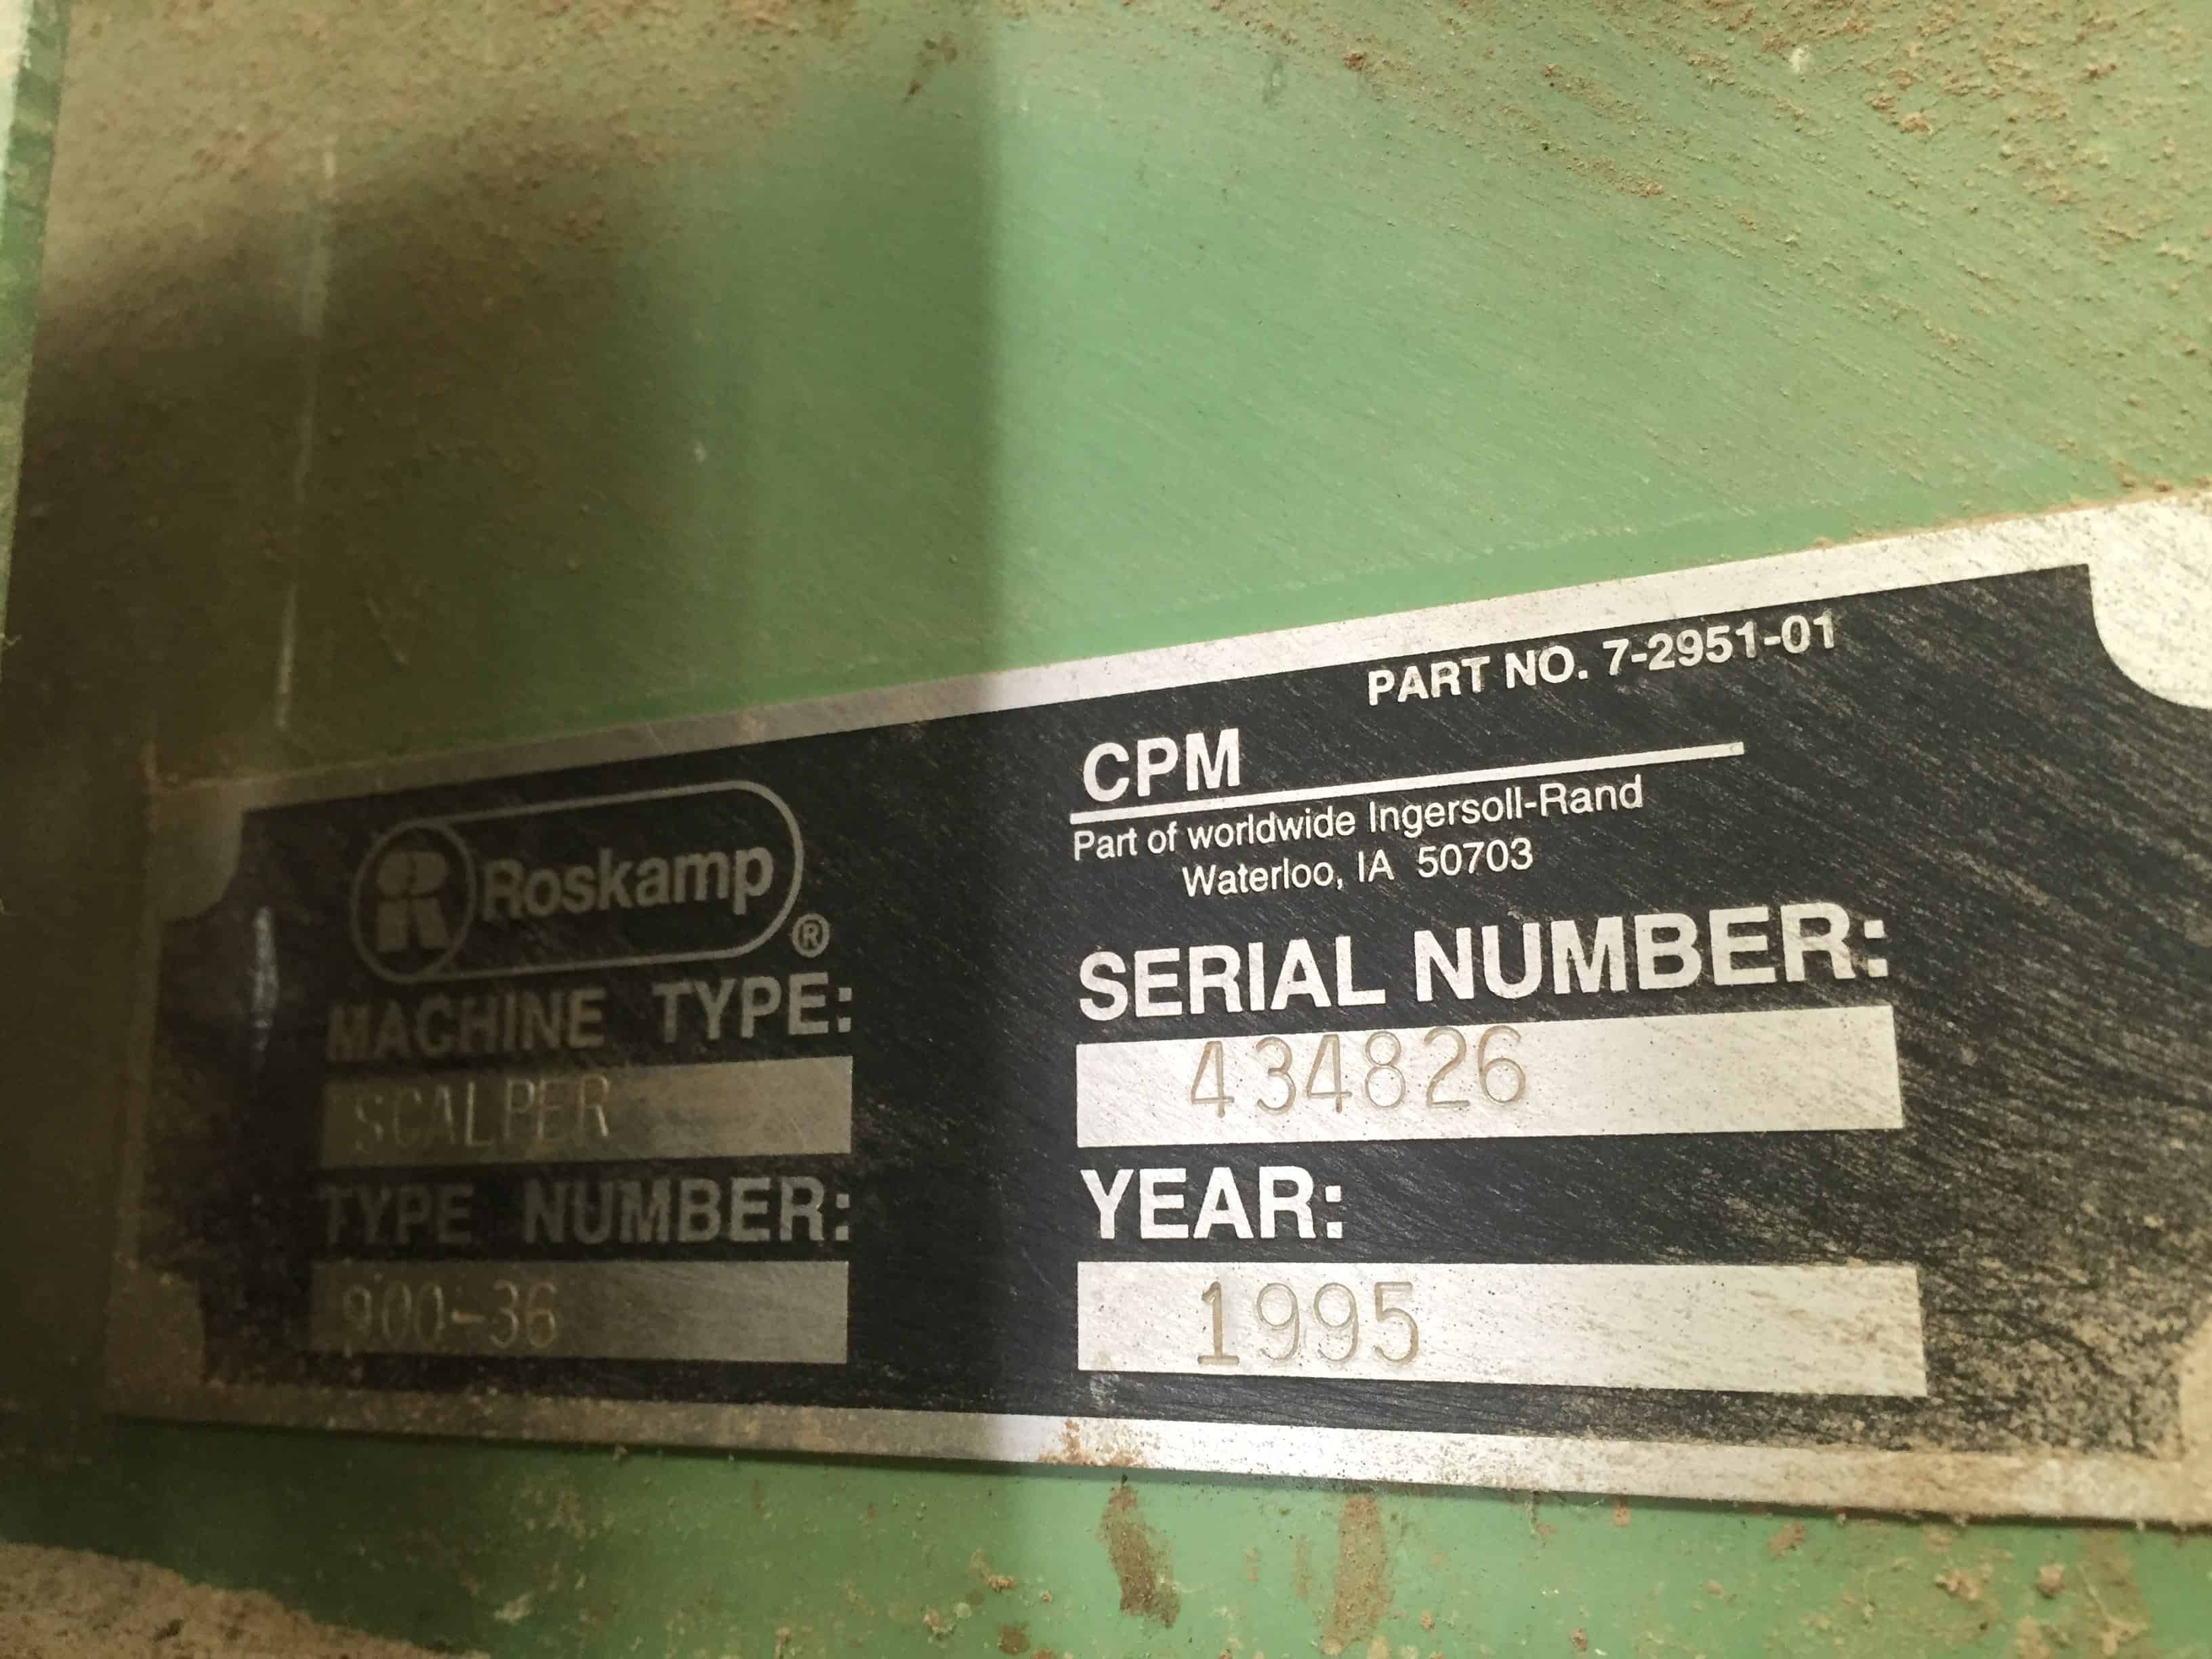 PART NO. 7-2951-01
CPM
Part of worldwide Ingersoll-Rand
Waterloo, IA 50703
R Roskamp ®
MACHINE TYPE:
SCALPER
TYPE NUMBER:
900-36
SERIAL NUMBER:
434826
YEAR:
1995